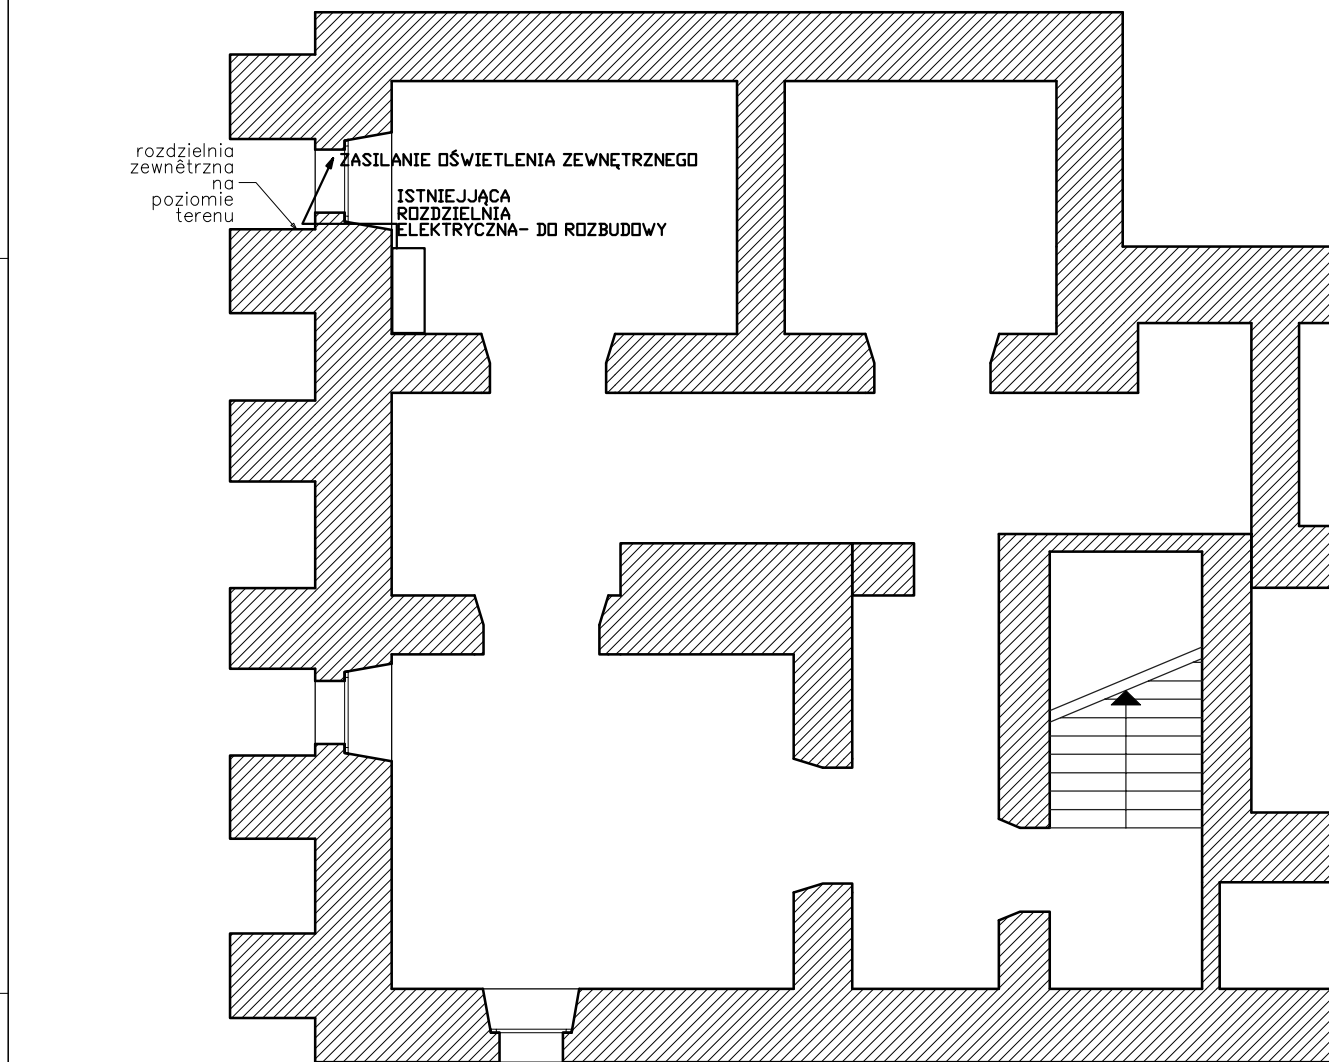 rozdzielnia
zewnêtrzna
na
poziomie
terenu
ZASILANIE OŚWIETLENIA ZEWNĘTRZNEGO
ISTNIEJJĄCA
ROZDZIELNIA
ELEKTRYCZNA- DO ROZBUDOWY